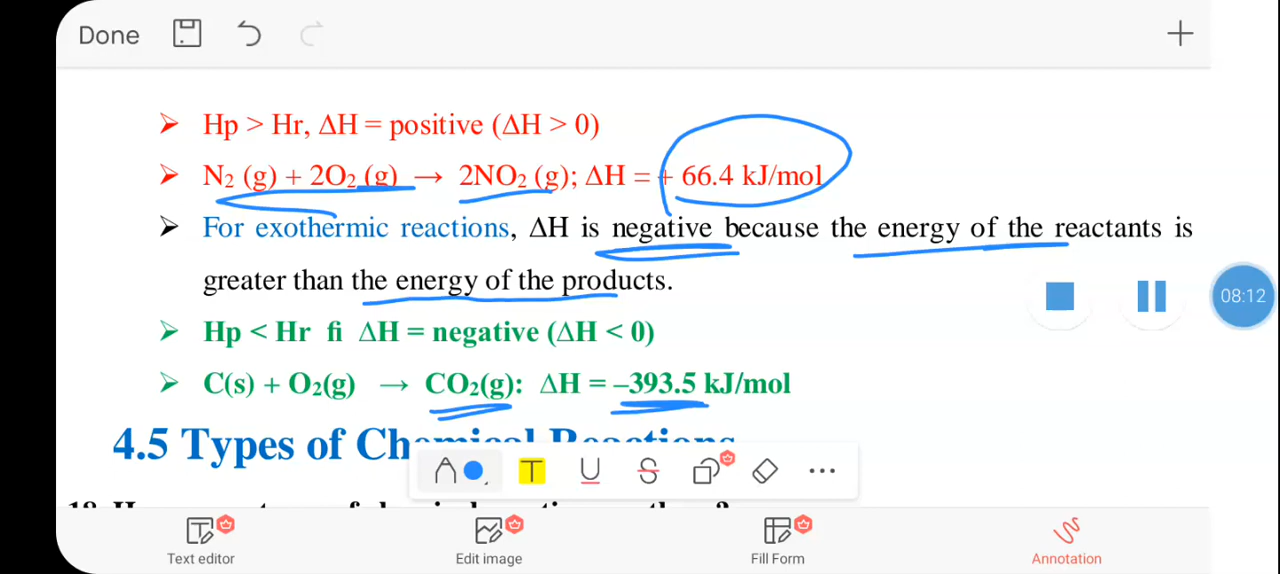 Done
➤ Hp > Hr, ΔH = positive (ΔH > 0)
➤ N₂ (g) + 2O₂ (g) → 2NO₂ (g); ΔH = + 66.4 kJ/mol
➤ For exothermic reactions, ΔH is negative because the energy of the reactants is
greater than the energy of the products.
➤ Hp < Hr fi ΔH = negative (ΔH < 0)
➤ C(s) + O₂(g) → CO₂(g): ΔH = –393.5 kJ/mol
08:12
4.5 Types of Chemical Reactions
T U S
Text editor Edit image Fill Form Annotation